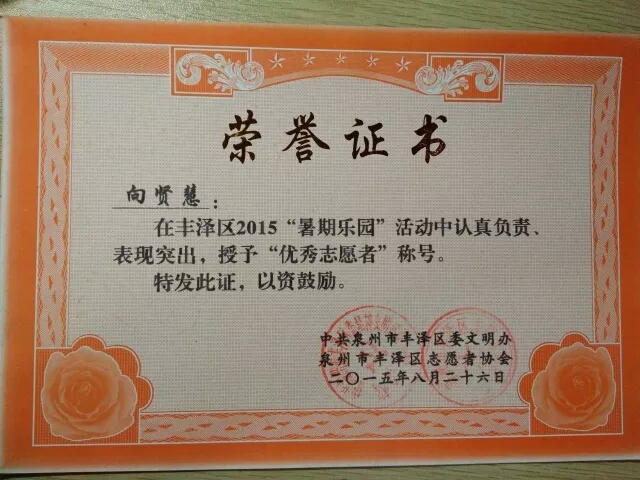 荣誉证书
向贤慧：
在丰泽区2015“暑期乐园”活动中认真负责、
表现突出，授予“优秀志愿者”称号。
特发此证，以资鼓励。
中共泉州市丰泽区委文明办
泉州市丰泽区志愿者协会
二〇一五年八月二十六日